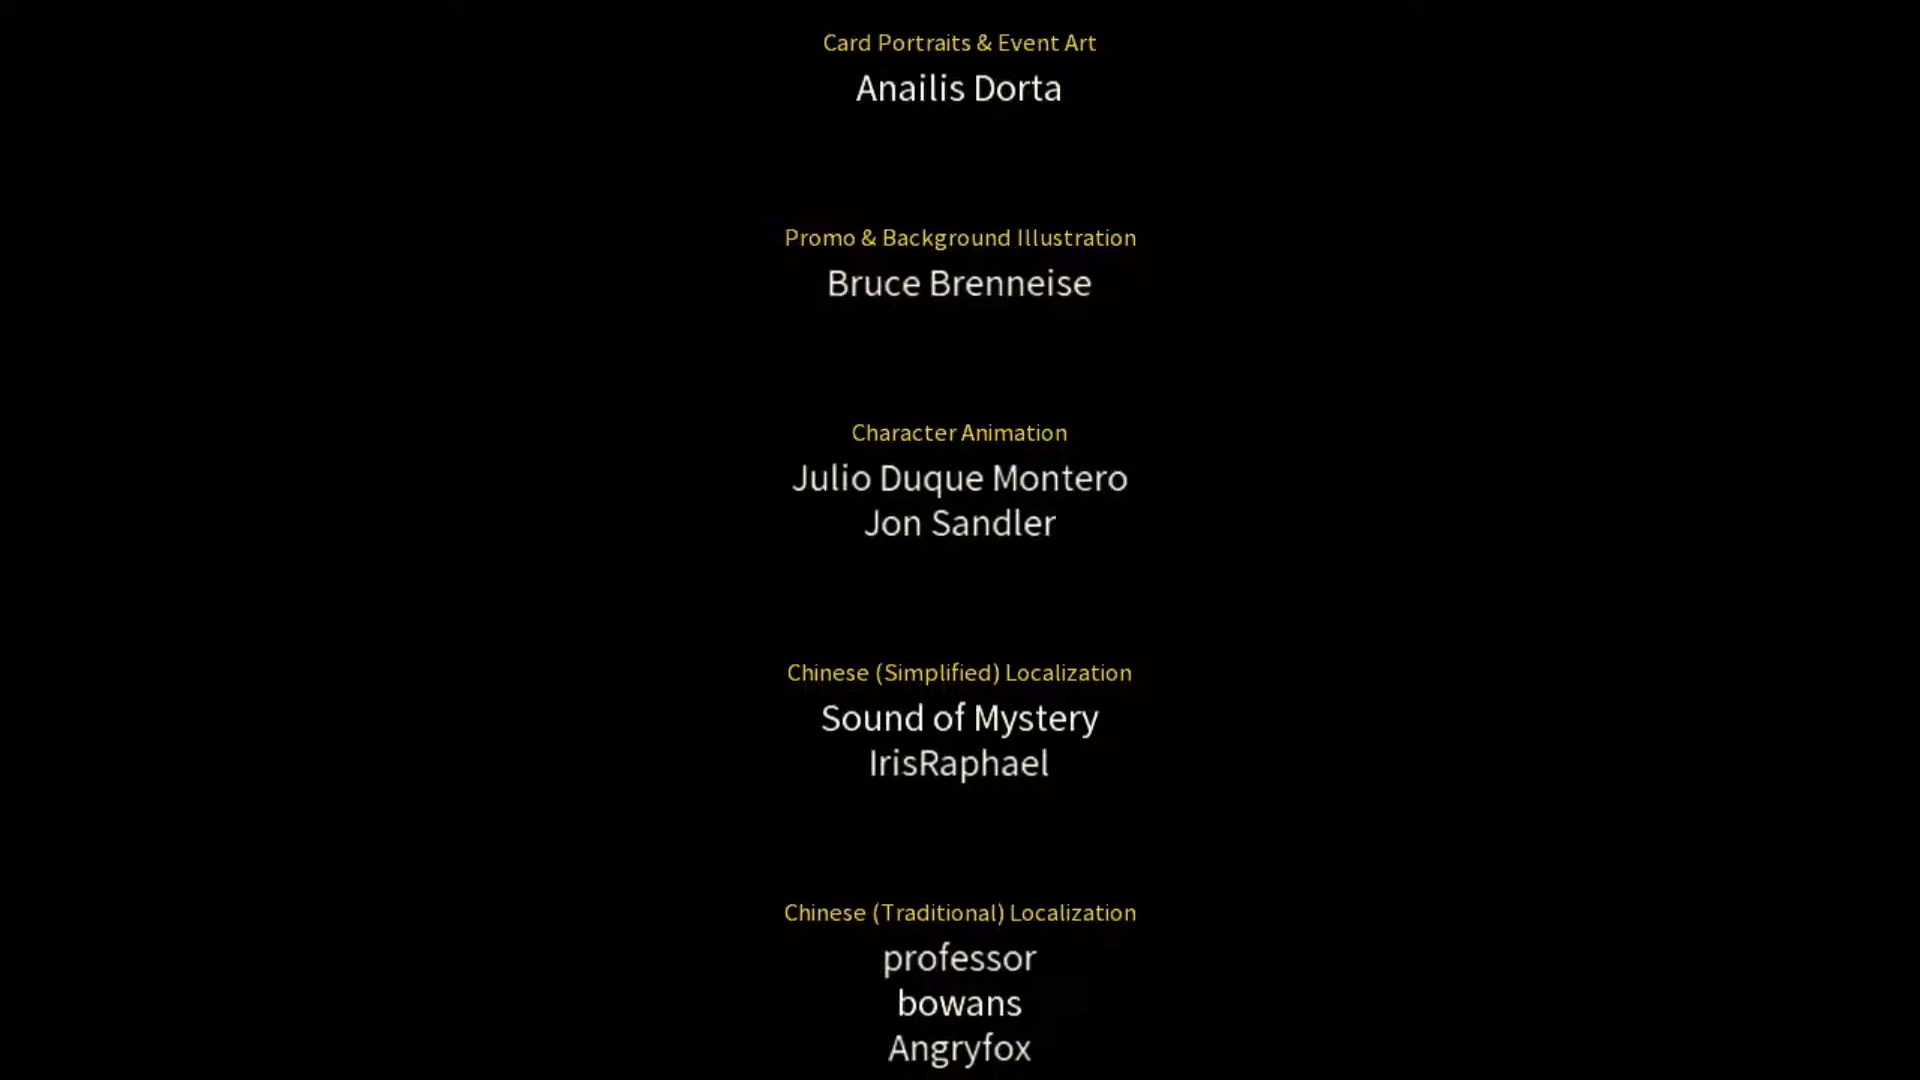 Card Portraits & Event Art
Anailis Dorta
Promo & Background Illustration
Bruce Brenneise
Character Animation
Julio Duque Montero
Jon Sandler
Chinese (Simplified) Localization
Sound of Mystery
IrisRaphael
Chinese (Traditional) Localization
professor
bowans
Angryfox